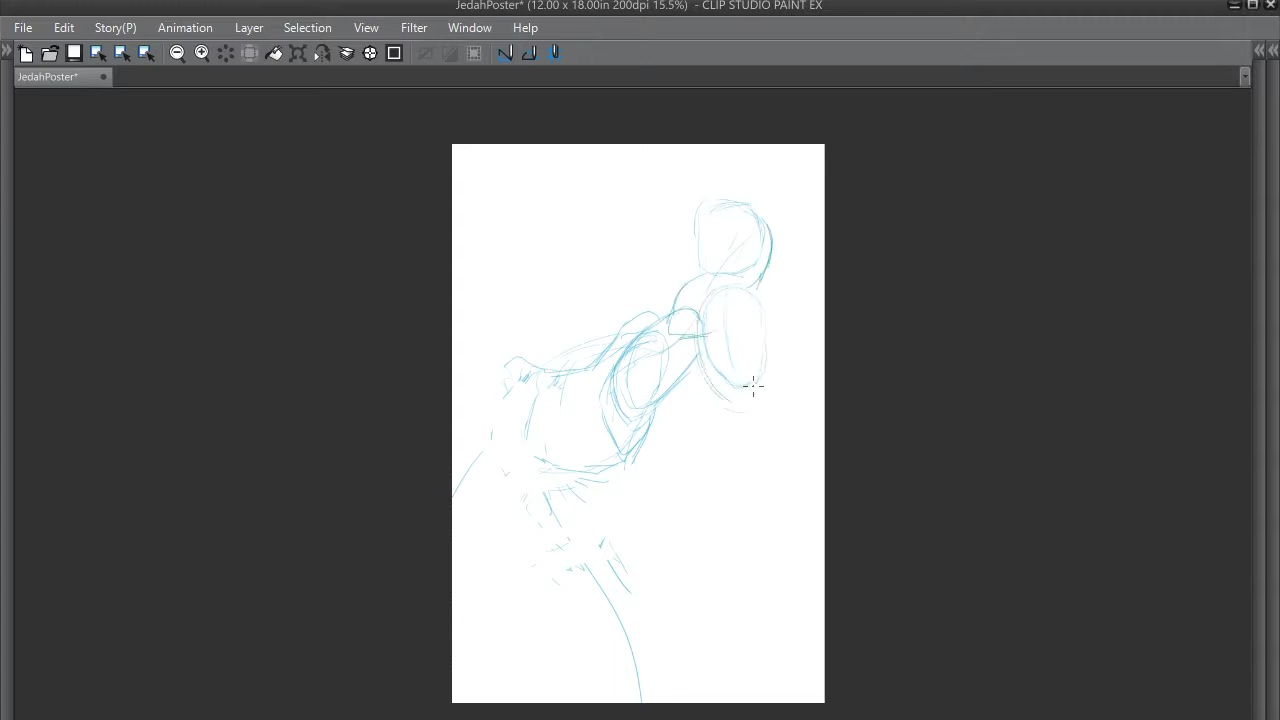 JedahPoster* (12.00 x 18.00in 200dpi 15.5%) - CLIP STUDIO PAINT EX
File Edit Story(P) Animation Layer Selection View Filter Window Help
JedahPoster*